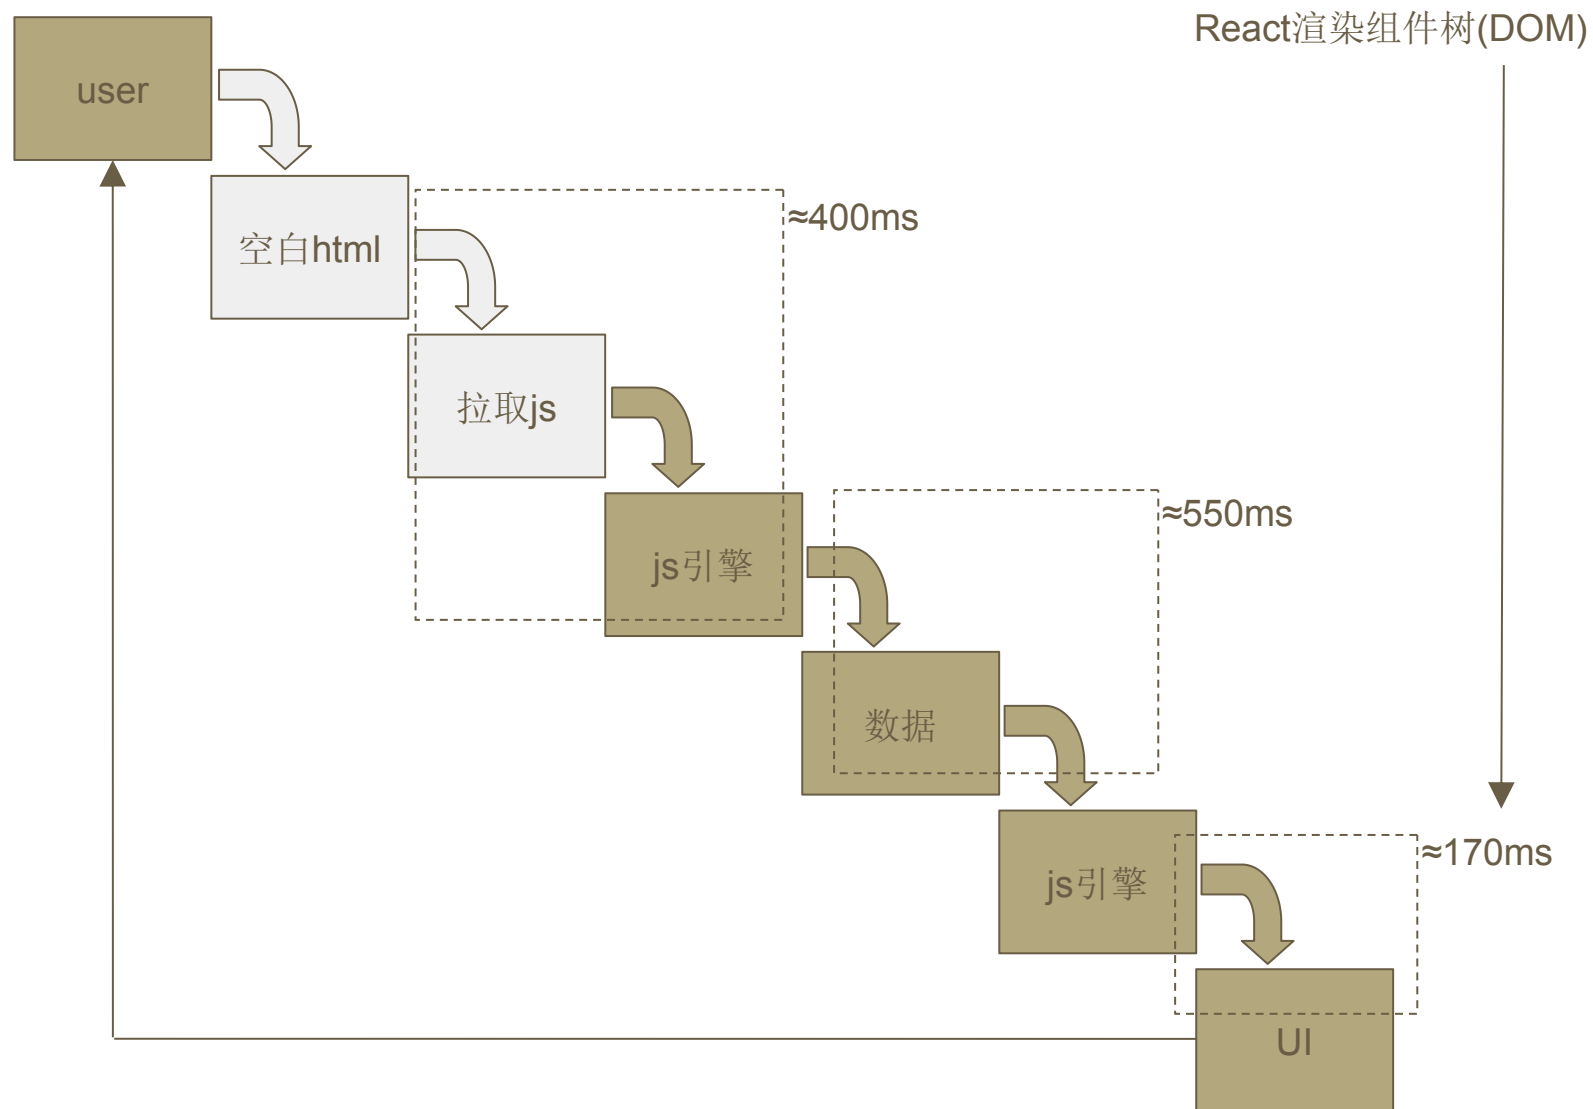 React渲染组件树(DOM)
user
≈400ms
空白html
拉取js
≈550ms
js引擎
数据
≈170ms
js引擎
UI